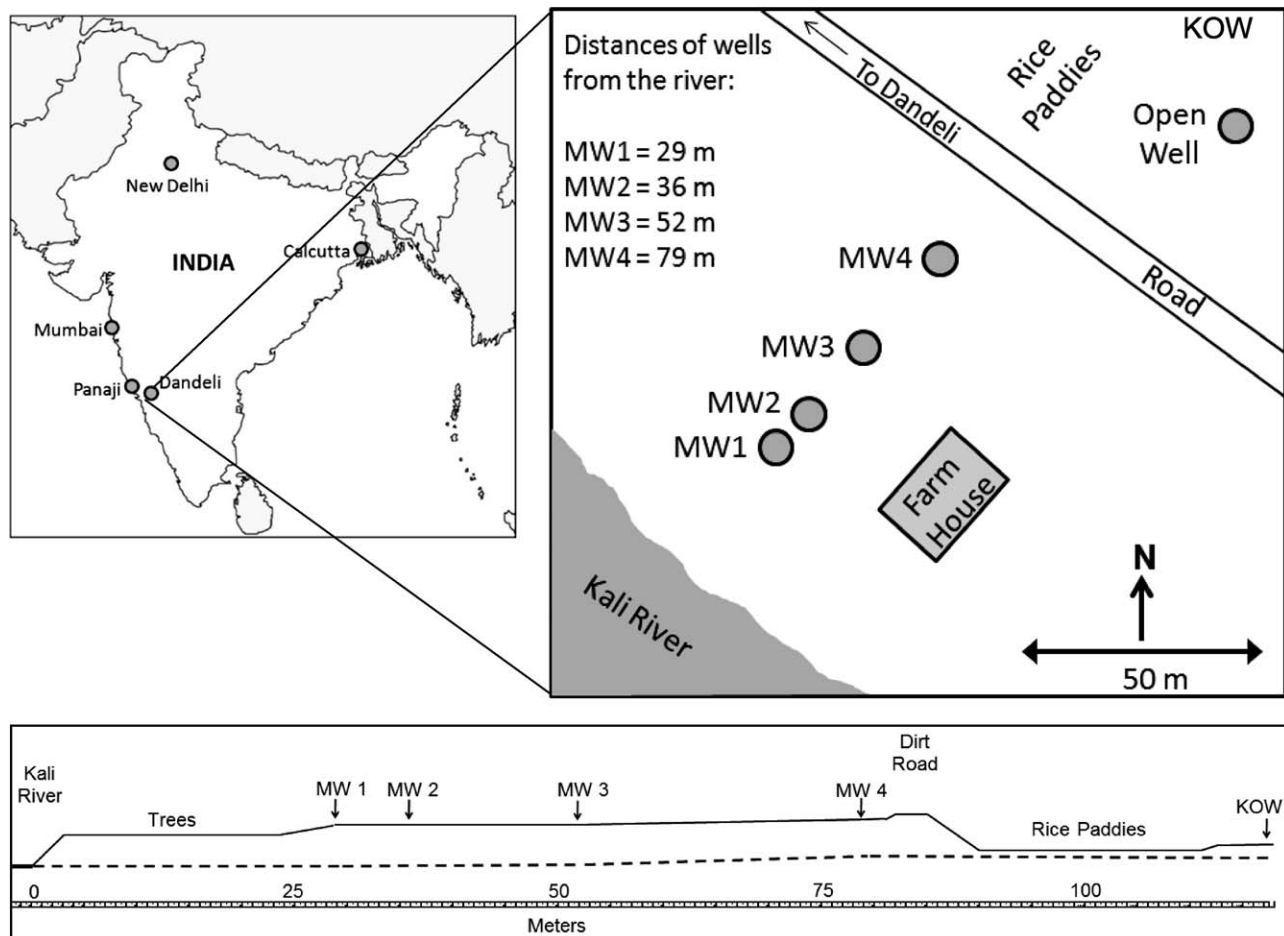 New Delhi
INDIA
Calcutta
Mumbai
Panaji
Dandeli
Distances of wells
from the river:
MW1 = 29 m
MW2 = 36 m
MW3 = 52 m
MW4 = 79 m
To Dandeli
Road
Rice
Paddies
KOW
Open
Well
MW4
MW3
MW2
MW1
Farm
House
Kali River
N
50 m
Kali
River
Trees
MW 1
MW 2
MW 3
MW 4
Dirt
Road
Rice Paddies
KOW
0
25
50
75
100
Meters